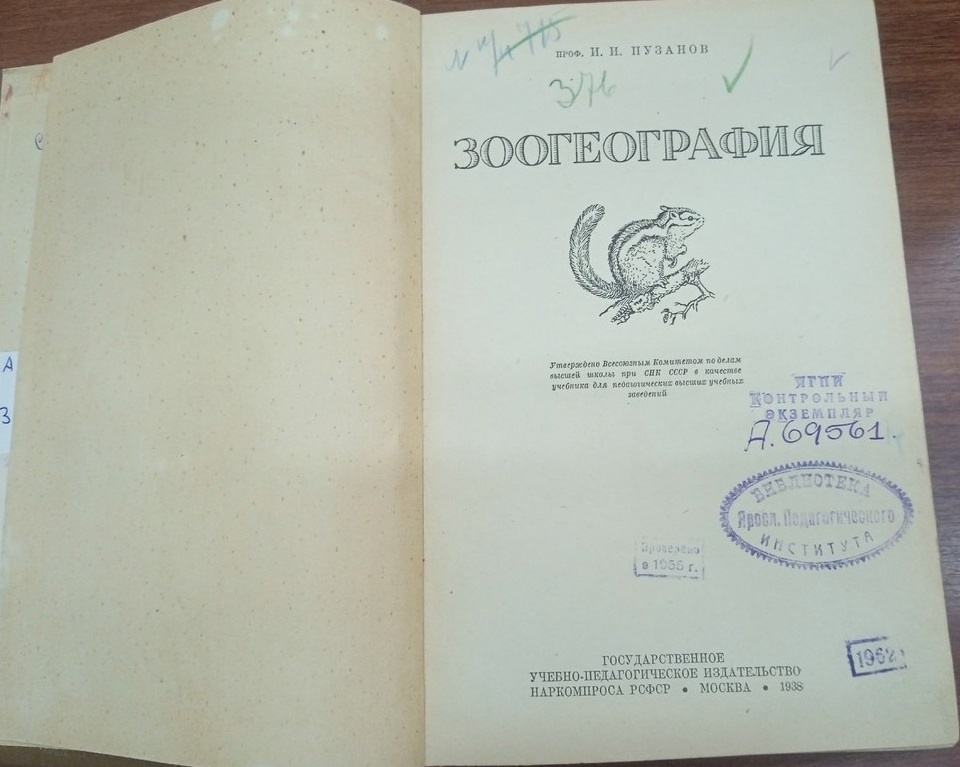 проф. И. И. ПУЗАНОВ
376
ЗООГЕОГРАФИЯ
Утверждено Всесоюзным Комитетом по делам
высшей школы при СНК СССР в качестве
учебника для педагогических высших учебных
заведений
ЯГПИ
КОНТРОЛЬНЫЙ
ЭКЗЕМПЛЯР
А. 69561.
БИБЛИОТЕКА
Яросл. Педагогического
ИНСТИТУТА
Проверено
в 1955 г.
1962
ГОСУДАРСТВЕННОЕ
УЧЕБНО-ПЕДАГОГИЧЕСКОЕ ИЗДАТЕЛЬСТВО
НАРКОМПРОСА РСФСР • МОСКВА • 1938
А
З